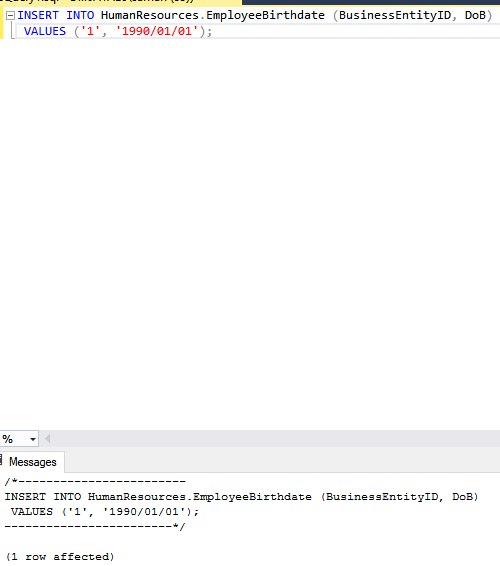 INSERT INTO HumanResources.EmployeeBirthdate (BusinessEntityID, DoB)
VALUES ('1', '1990/01/01');
%
Messages
/*------------------------
INSERT INTO HumanResources.EmployeeBirthdate (BusinessEntityID, DoB)
VALUES ('1', '1990/01/01');
------------------------*/
(1 row affected)